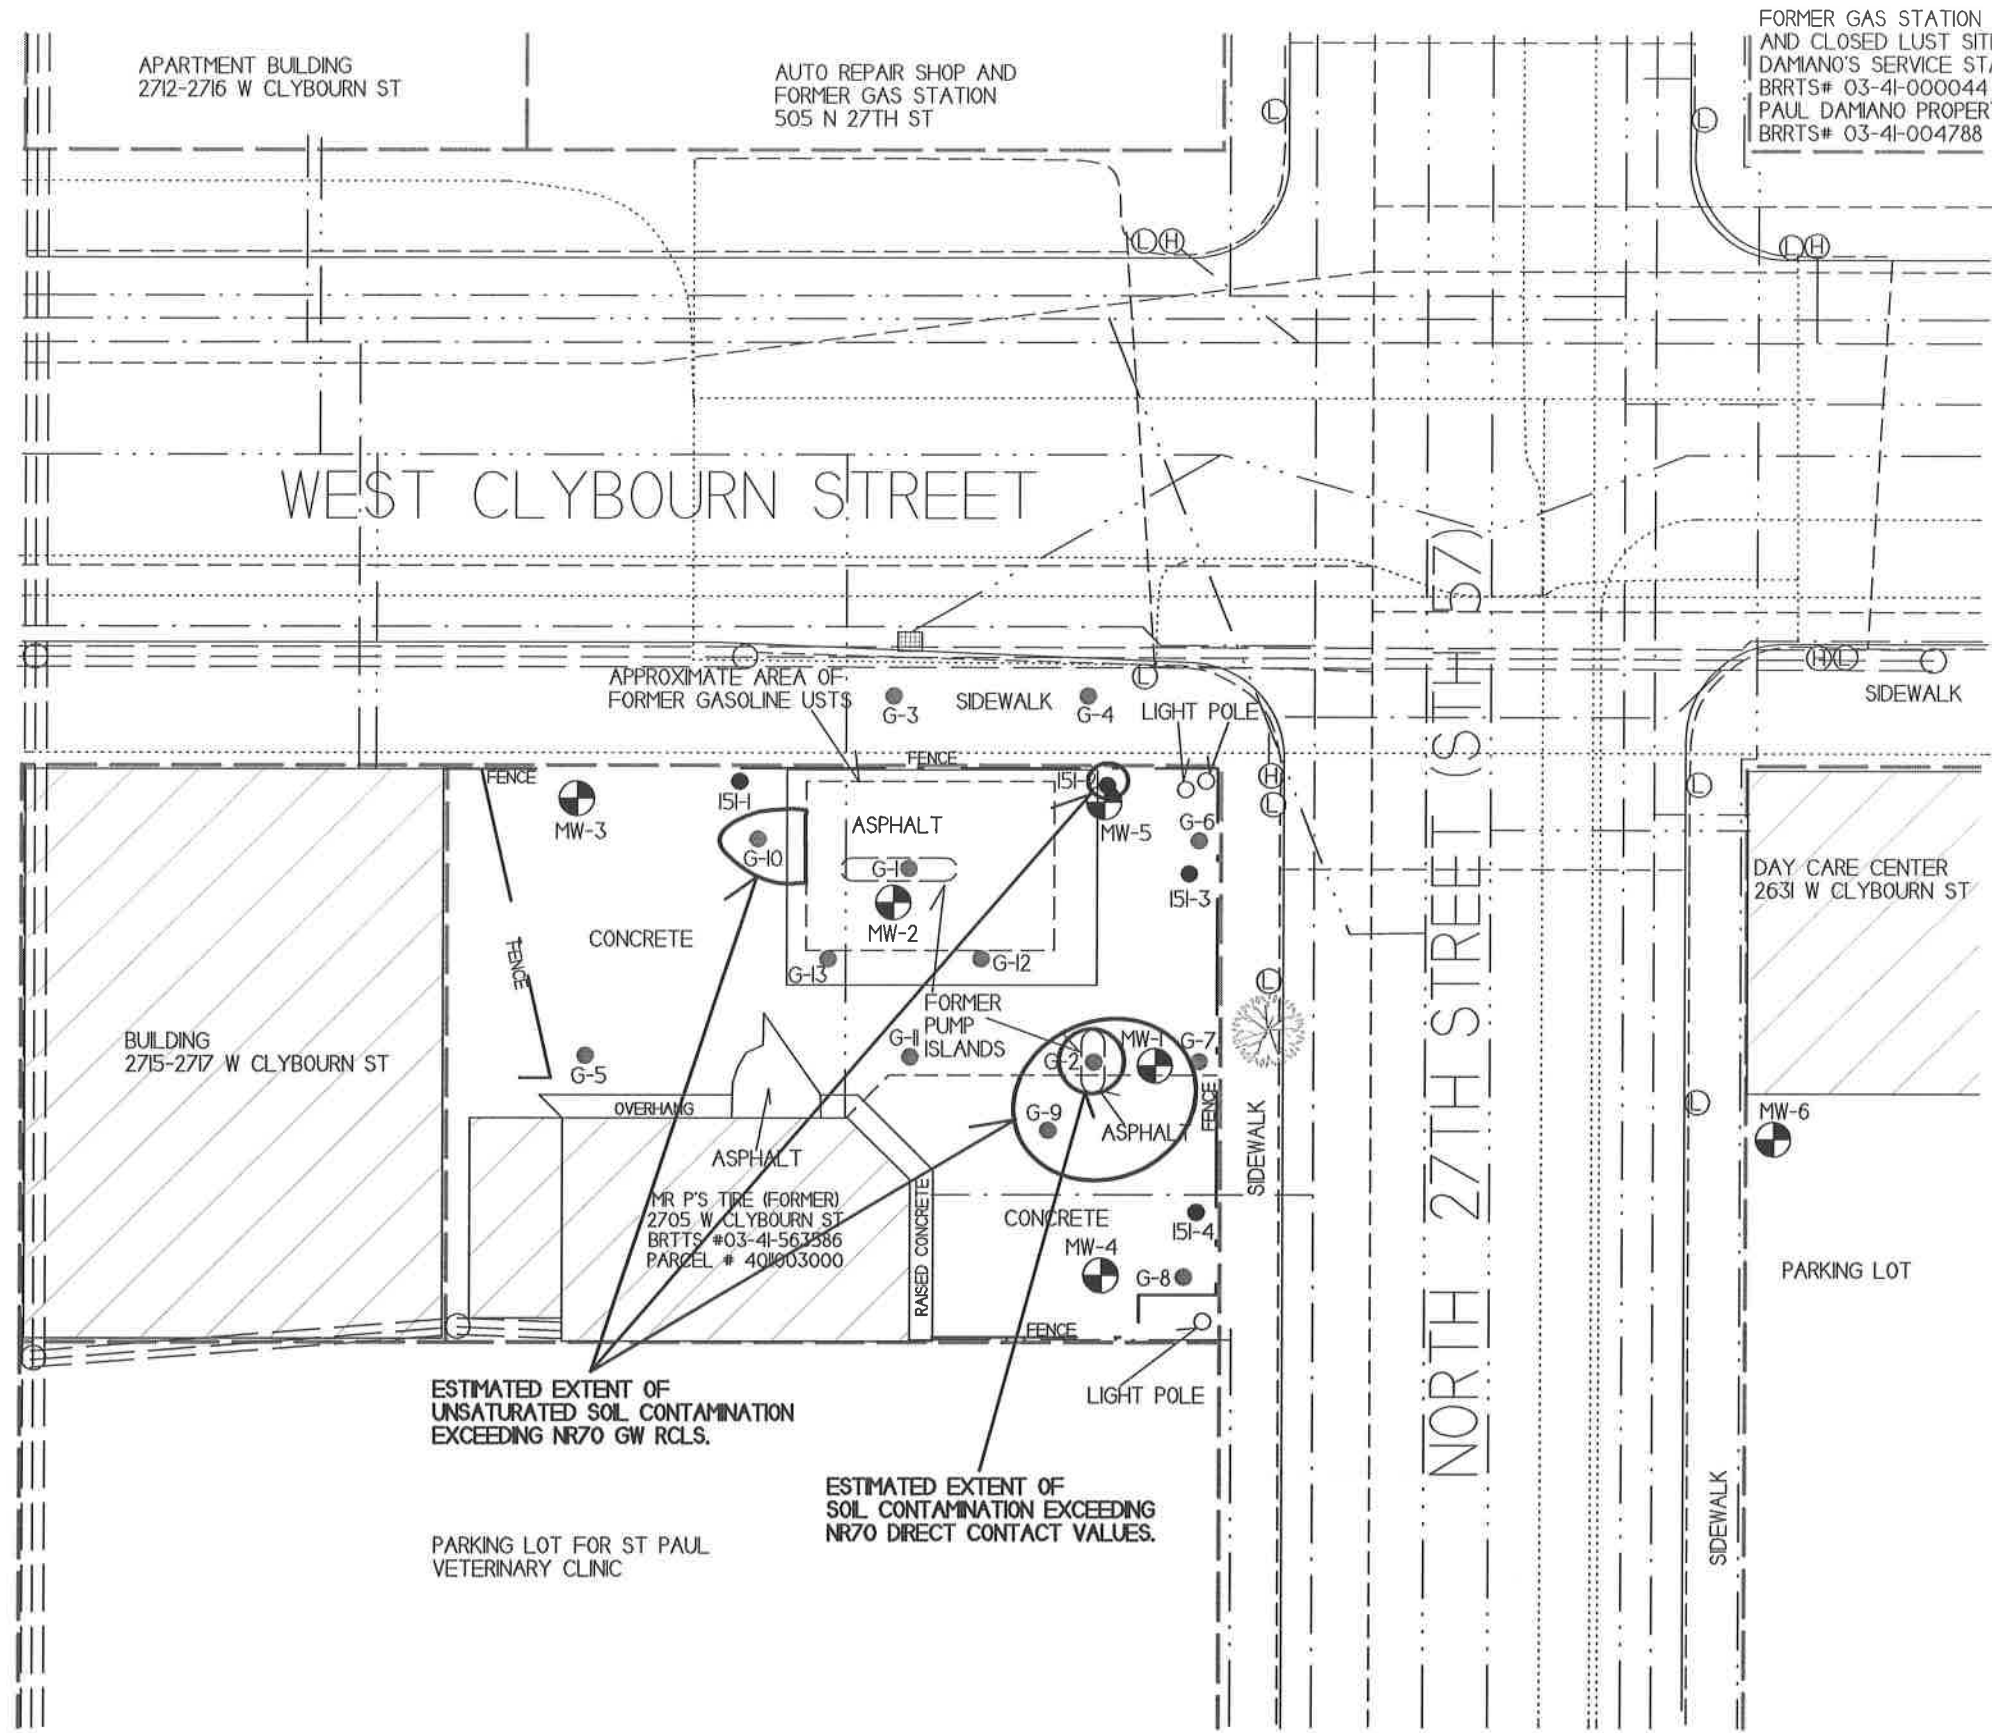 FORMER GAS STATION
AND CLOSED LUST
DAMIANO'S SERVICE
BRRTS# 03-41-000044
PAUL DAMIANO
BRRTS# 03-41-004788
APARTMENT BUILDING
2712-2716 W CLYBOURN ST
AUTO REPAIR SHOP AND
FORMER GAS STATION
505 N 27TH ST
L
L
L H
L H
WEST CLYBOURN STREET
NORTH 27TH STREET (STH 57)
APPROXIMATE AREA OF
FORMER GASOLINE USTS
G-3
SIDEWALK
G-4
L
LIGHT POLE
H L
SIDEWALK
FENCE
FENCE
MW-3
151-1
ASPHALT
MW-5
H
L
L
G-6
G-10
G-1
151-3
MW-2
DAY CARE CENTER
2631 W CLYBOURN ST
CONCRETE
FENCE
G-13
G-12
L
FORMER
PUMP
ISLANDS
BUILDING
2715-2717 W CLYBOURN ST
G-5
G-11
G-2
MW-1
G-7
FENCE
L
OVERHANG
G-9
ASPHALT
MW-6
SIDEWALK
ASPHALT
MR P'S TIRE (FORMER)
2705 W CLYBOURN ST
BRTTS #03-41-563586
PARCEL # 4011003000
RAISED CONCRETE
CONCRETE
151-4
MW-4
G-8
PARKING LOT
FENCE
LIGHT POLE
ESTIMATED EXTENT OF
UNSATURATED SOIL CONTAMINATION
EXCEEDING NR70 GW RCLS.
ESTIMATED EXTENT OF
SOIL CONTAMINATION EXCEEDING
NR70 DIRECT CONTACT VALUES.
SIDEWALK
PARKING LOT FOR ST PAUL
VETERINARY CLINIC